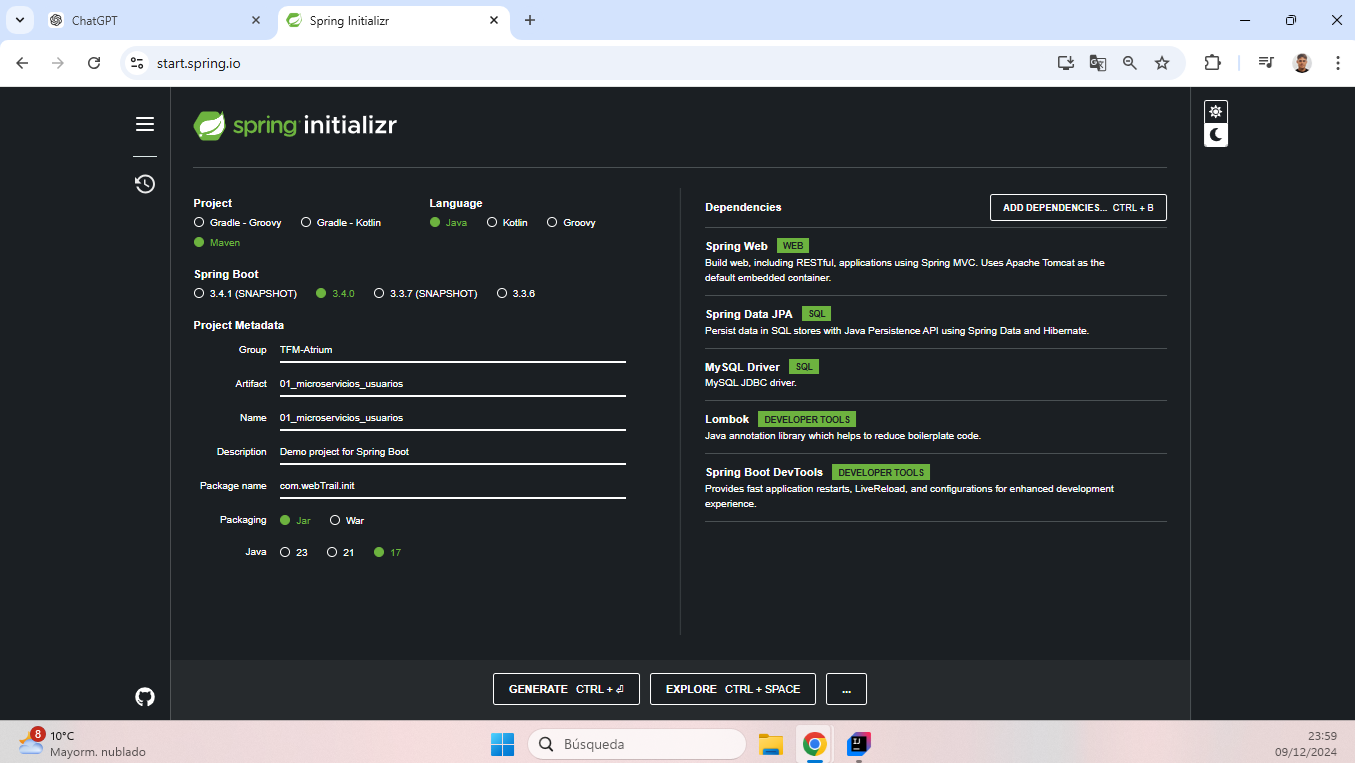 ChatGPT
Spring Initializr
start.spring.io
spring initializr
Project
Gradle - Groovy
Gradle - Kotlin
Maven
Language
Java
Kotlin
Groovy
Spring Boot
3.4.1 (SNAPSHOT)
3.4.0
3.3.7 (SNAPSHOT)
3.3.6
Project Metadata
Group TFM-Atrium
Artifact 01_microservicios_usuarios
Name 01_microservicios_usuarios
Description Demo project for Spring Boot
Package name com.webTrail.init
Packaging Jar War
Java 23 21 17
Dependencies
ADD DEPENDENCIES... CTRL + B
Spring Web WEB
Build web, including RESTful, applications using Spring MVC. Uses Apache Tomcat as the
default embedded container.
Spring Data JPA SQL
Persist data in SQL stores with Java Persistence API using Spring Data and Hibernate.
MySQL Driver SQL
MySQL JDBC driver.
Lombok DEVELOPER TOOLS
Java annotation library which helps to reduce boilerplate code.
Spring Boot DevTools DEVELOPER TOOLS
Provides fast application restarts, LiveReload, and configurations for enhanced development
experience.
GENERATE CTRL + ⏎
EXPLORE CTRL + SPACE
...
8
10°C
Mayorm. nublado
Búsqueda
IJ
23:59
09/12/2024